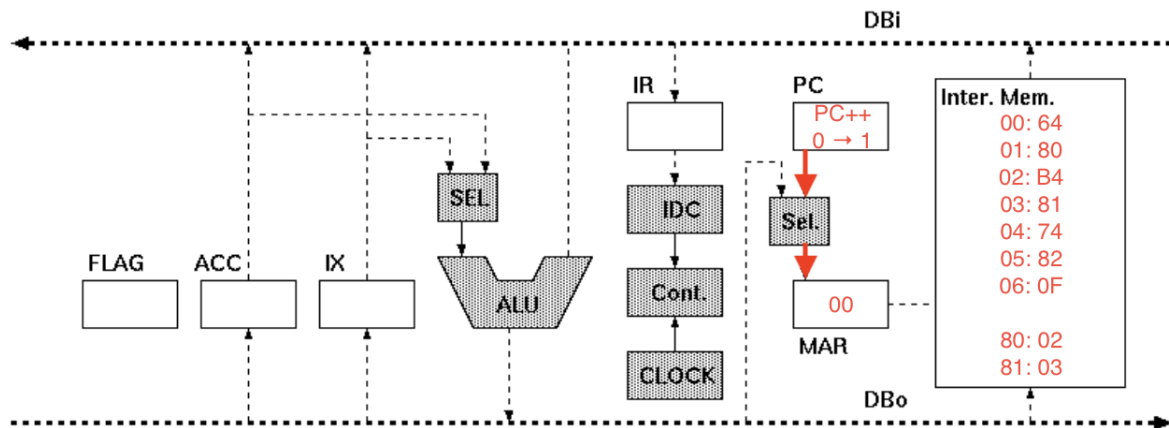 DBi
IR
PC
Inter. Mem.
PC++
0 → 1
00: 64
01: 80
02: B4
03: 81
04: 74
05: 82
06: 0F
80: 02
81: 03
SEL
IDC
Sel.
FLAG
ACC
IX
ALU
Cont.
00
MAR
CLOCK
DBo